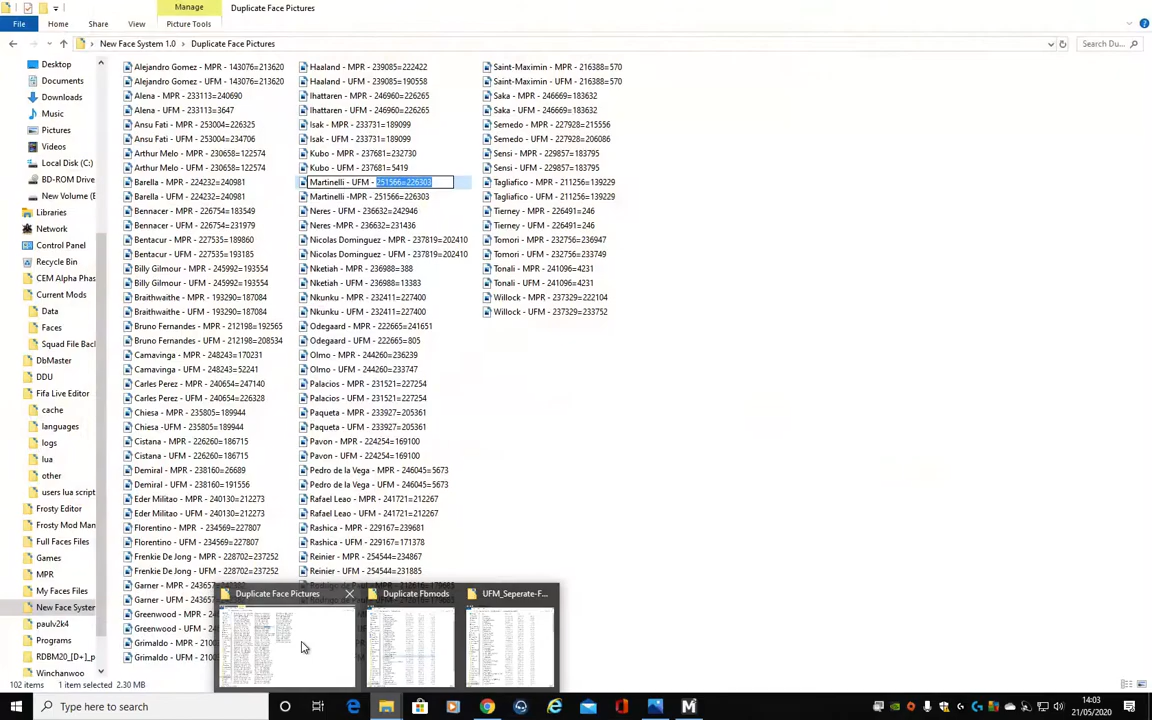 Manage
Duplicate Face Pictures
File
Home
Share
View
Picture Tools
New Face System 1.0
Duplicate Face Pictures
Search Du...
Desktop
Documents
Downloads
Music
Pictures
Videos
Local Disk (C:)
BD-ROM Drive
New Volume (E
Libraries
Network
Control Panel
Recycle Bin
CEM Alpha Phas
Current Mods
Data
Faces
Squad File Back
DbMaster
DDU
Fifa Live Editor
cache
languages
logs
lua
other
users lua script
Frosty Editor
Frosty Mod Man
Full Faces Files
Games
MPR
My Faces Files
New Face System
paulv2k4
Programs
RDBM20_[D+]_p
Winchawoo
Alejandro Gomez - MPR - 143076=213620
Alejandro Gomez - UFM - 143076=213620
Alena - MPR - 233113=240690
Alena - UFM - 233113=3647
Ansu Fati - MPR - 253004=226325
Ansu Fati - UFM - 253004=234706
Arthur Melo - MPR - 230658=122574
Arthur Melo - UFM - 230658=122574
Barella - MPR - 224232=240981
Barella - UFM - 224232=240981
Bennacer - MPR - 226754=183549
Bennacer - UFM - 226754=231979
Bentacur - MPR - 227535=189860
Bentacur - UFM - 227535=193185
Billy Gilmour - MPR - 245992=193554
Billy Gilmour - UFM - 245992=193554
Braithwaithe - MPR - 193290=187084
Braithwaithe - UFM - 193290=187084
Bruno Fernandes - MPR - 212198=192565
Bruno Fernandes - UFM - 212198=208534
Camavinga - MPR - 248243=170231
Camavinga - UFM - 248243=52241
Carles Perez - MPR - 240654=247140
Carles Perez - UFM - 240654=226328
Chiesa - MPR - 235805=189944
Chiesa -UFM - 235805=189944
Cistana - MPR - 226260=186715
Cistana - UFM - 226260=186715
Demiral - MPR - 238160=26689
Demiral - UFM - 238160=191556
Eder Militao - MPR - 240130=212273
Eder Militao - UFM - 240130=212273
Florentino - MPR - 234569=227807
Florentino - UFM - 234569=227807
Frenkie De Jong - MPR - 228702=237252
Frenkie De Jong - UFM - 228702=237252
Garner - MPR - 243657
Garner - UFM - 243
Greenwood - MPR
Greenwood - UFM
Grimaldo - MPR - 210
Grimaldo - UFM - 210
Haaland - MPR - 239085=222422
Haaland - UFM - 239085=190558
Ihattaren - MPR - 246960=226265
Ihattaren - UFM - 246960=226265
Isak - MPR - 233731=189099
Isak - UFM - 233731=189099
Kubo - MPR - 237681=232730
Kubo - UFM - 237681=5419
Martinelli - UFM - 251566=226303
Martinelli -MPR - 251566=226303
Neres - UFM - 236632=242946
Neres -MPR - 236632=231436
Nicolas Dominguez - MPR - 237819=202410
Nicolas Dominguez - UFM - 237819=202410
Nketiah - MPR - 236988=388
Nketiah - UFM - 236988=13383
Nkunku - MPR - 232411=227400
Nkunku - UFM - 232411=227400
Odegaard - MPR - 222665=241651
Odegaard - UFM - 222665=805
Olmo - MPR - 244260=236239
Olmo - UFM - 244260=233747
Palacios - MPR - 231521=227254
Palacios - UFM - 231521=227254
Paqueta - MPR - 233927=205361
Paqueta - UFM - 233927=205361
Pavon - MPR - 224254=169100
Pavon - UFM - 224254=169100
Pedro de la Vega - MPR - 246045=5673
Pedro de la Vega - UFM - 246045=5673
Rafael Leao - MPR - 241721=212267
Rafael Leao - UFM - 241721=212267
Rashica - MPR - 229167=239681
Rashica - UFM - 229167=171378
Reinier - MPR - 254544=234867
Reinier - UFM - 254544=231885
Saint-Maximin - MPR - 216388=570
Saint-Maximin - UFM - 216388=570
Saka - MPR - 246669=183632
Saka - UFM - 246669=183632
Semedo - MPR - 227928=215556
Semedo - UFM - 227928=206086
Sensi - MPR - 229857=183795
Sensi - UFM - 229857=183795
Tagliafico - MPR - 211256=139229
Tagliafico - UFM - 211256=139229
Tierney - MPR - 226491=246
Tierney - UFM - 226491=246
Tomori - MPR - 232756=236947
Tomori - UFM - 232756=233749
Tonali - MPR - 241096=4231
Tonali - UFM - 241096=4231
Willock - MPR - 237329=222104
Willock - UFM - 237329=233752
Duplicate Face Pictures
Duplicate Fbmods
UFM_Seperate-F...
102 items
1 item selected 2.30 MB
Type here to search
14:03
21/05/2020